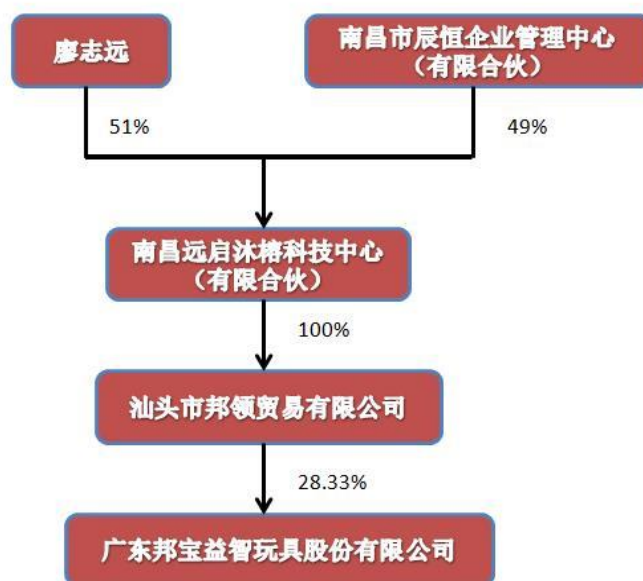 廖志远
南昌市辰恒企业管理中心
（有限合伙）
51%
49%
南昌远启沐榕科技中心
（有限合伙）
100%
汕头市邦领贸易有限公司
28.33%
广东邦宝益智玩具股份有限公司